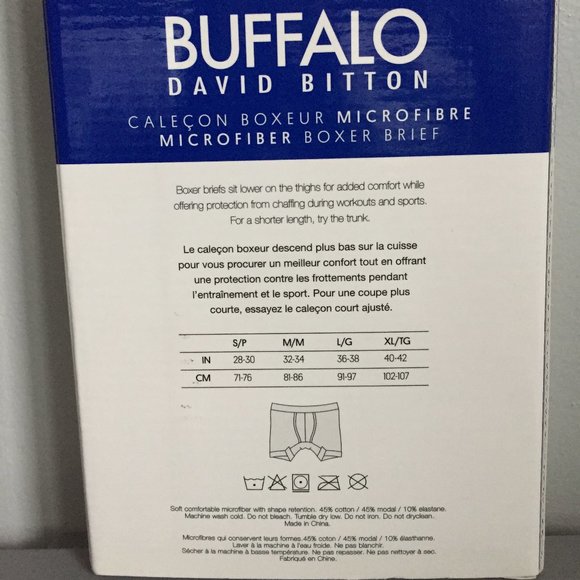 BUFFALO
DAVID BITTON
CALEÇON BOXEUR MICROFIBRE
MICROFIBER BOXER BRIEF
Boxer briefs sit lower on the thighs for added comfort while
offering protection from chaffing during workouts and sports.
For a shorter length, try the trunk.
Le caleçon boxeur descend plus bas sur la cuisse
pour vous procurer un meilleur confort tout en offrant
une protection contre les frottements pendant
l'entraînement et le sport. Pour une coupe plus
courte, essayez le caleçon court ajusté.
S/P M/M L/G XL/TG
IN 28-30 32-34 36-38 40-42
CM 71-76 81-86 91-97 102-107
Soft comfortable microfiber with shape retention. 45% cotton / 45% modal / 10% elastane.
Machine wash cold. Do not bleach. Tumble dry low. Do not iron. Do not dryclean.
Made in China.
Microfibres qui conservent leurs formes. 45% coton / 45% modal / 10% élasthanne.
Laver à la machine à l'eau froide. Ne pas blanchir.
Sécher à la machine à basse température. Ne pas repasser. Ne pas nettoyer à sec.
Fabriqué en Chine.